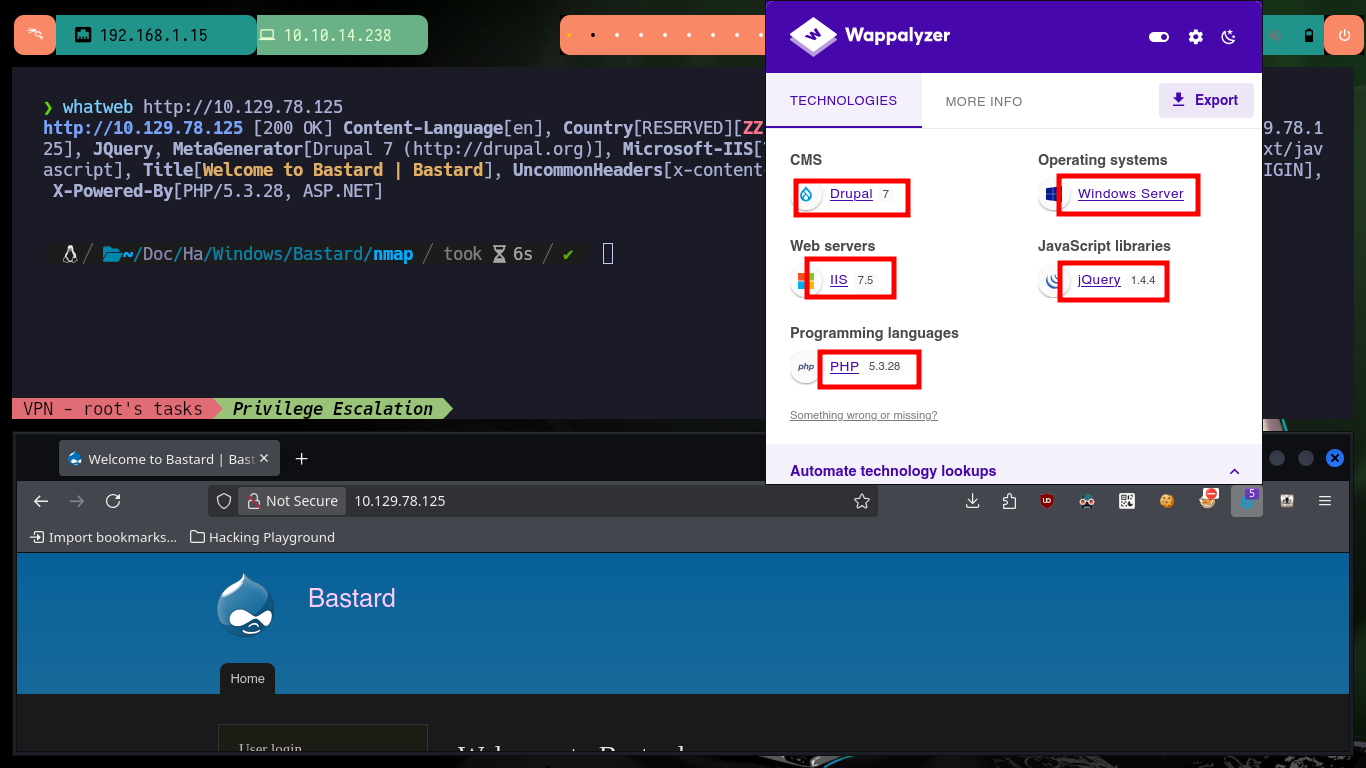 192.168.1.15
10.10.14.238
❯ whatweb http://10.129.78.125
http://10.129.78.125 [200 OK] Content-Language[en], Country[RESERVED][ZZ 9.78.1
25], JQuery, MetaGenerator[Drupal 7 (http://drupal.org)], Microsoft-IIS[ xt/jav
ascript], Title[Welcome to Bastard | Bastard], UncommonHeaders[x-content- IGIN],
X-Powered-By[PHP/5.3.28, ASP.NET]
~/Doc/Ha/Windows/Bastard/nmap / took 6s / ✔
VPN - root's tasks Privilege Escalation
Wappalyzer
TECHNOLOGIES
MORE INFO
Export
CMS
Drupal 7
Operating systems
Windows Server
Web servers
IIS 7.5
JavaScript libraries
jQuery 1.4.4
Programming languages
php PHP 5.3.28
Something wrong or missing?
Automate technology lookups
Welcome to Bastard | Bast
Not Secure 10.129.78.125
5
Import bookmarks... Hacking Playground
Bastard
Home
User login
Welcome to Bastard